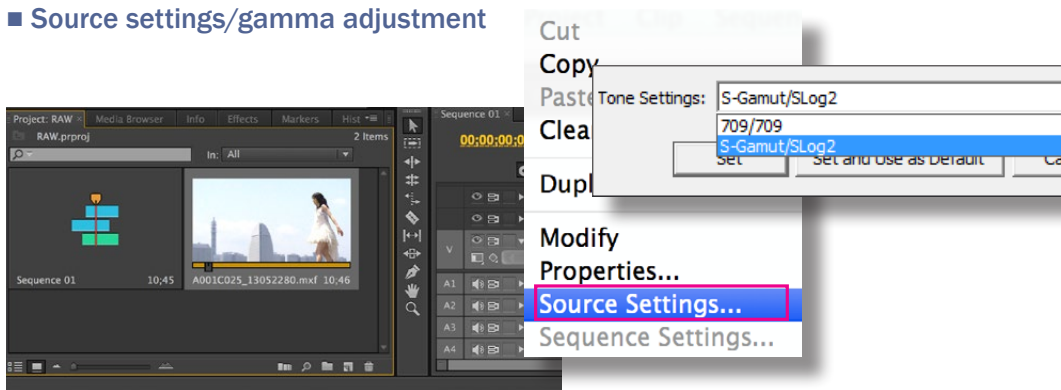 Source settings/gamma adjustment
Project: RAW × Media Browser Info Effects Markers Hist
RAW.prproj 2 Items
In: All
Sequence 01 10;45
A001C025_13052280.mxf 10;46
Sequence 01 ×
00;00;00;0
V
A1
A2
A3
A4
Cut
Copy
Paste
Clea
Dupl
Modify
Properties...
Source Settings...
Sequence Settings...
Tone Settings: S-Gamut/SLog2
709/709
S-Gamut/SLog2
Set Set and Use as Default Ca